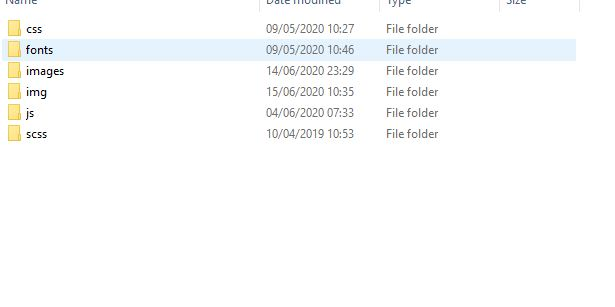 Name Date modified Type Size
css 09/05/2020 10:27 File folder
fonts 09/05/2020 10:46 File folder
images 14/06/2020 23:29 File folder
img 15/06/2020 10:35 File folder
js 04/06/2020 07:33 File folder
scss 10/04/2019 10:53 File folder